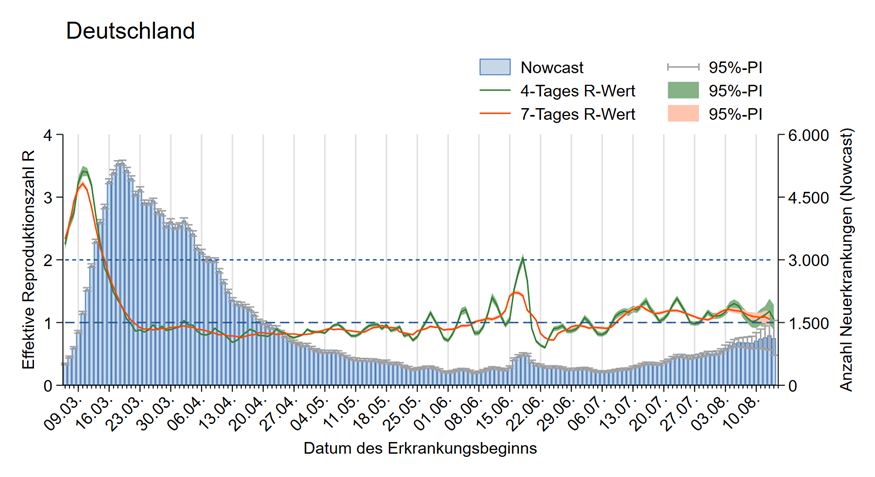 Deutschland
Nowcast 95%-PI
4-Tages R-Wert 95%-PI
7-Tages R-Wert 95%-PI
Effektive Reproduktionszahl R
4
3
2
1
0
6.000
4.500
3.000
1.500
0
Anzahl Neuerkrankungen (Nowcast)
09.03. 16.03. 23.03. 30.03. 06.04. 13.04. 20.04. 27.04. 04.05. 11.05. 18.05. 25.05. 01.06. 08.06. 15.06. 22.06. 29.06. 06.07. 13.07. 20.07. 27.07. 03.08. 10.08.
Datum des Erkrankungsbeginns